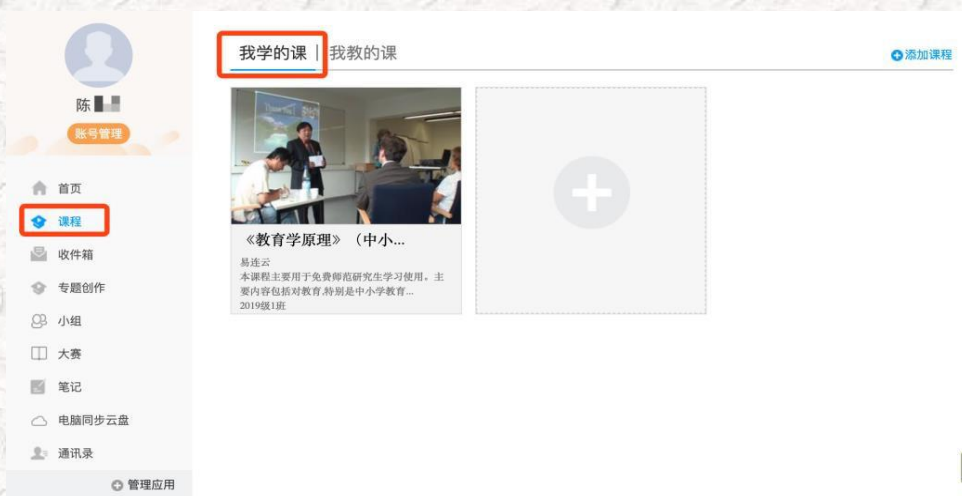 陈
账号管理
首页
课程
收件箱
专题创作
小组
大赛
笔记
电脑同步云盘
通讯录
管理应用
我学的课 | 我教的课
添加课程
《教育学原理》（中小...
易连云
本课程主要用于免费师范研究生学习使用。主
要内容包括对教育,特别是中小学教育...
2019级1班